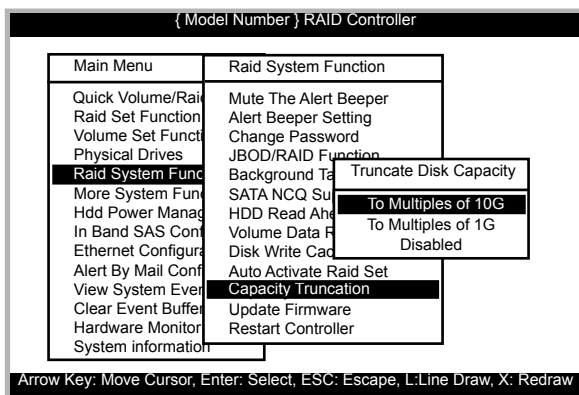 { Model Number } RAID Controller
Main Menu
Quick Volume/Rai
Raid Set Function
Volume Set Functi
Physical Drives
Raid System Func
More System Func
Hdd Power Manag
In Band SAS Conf
Ethernet Configura
Alert By Mail Conf
View System Even
Clear Event Buffer
Hardware Monitor
System information
Raid System Function
Mute The Alert Beeper
Alert Beeper Setting
Change Password
JBOD/RAID Function
Background Ta
SATA NCQ Su
HDD Read Ahe
Volume Data R
Disk Write Cac
Auto Activate Raid Set
Capacity Truncation
Update Firmware
Restart Controller
Truncate Disk Capacity
To Multiples of 10G
To Multiples of 1G
Disabled
Arrow Key: Move Cursor, Enter: Select, ESC: Escape, L:Line Draw, X: Redraw